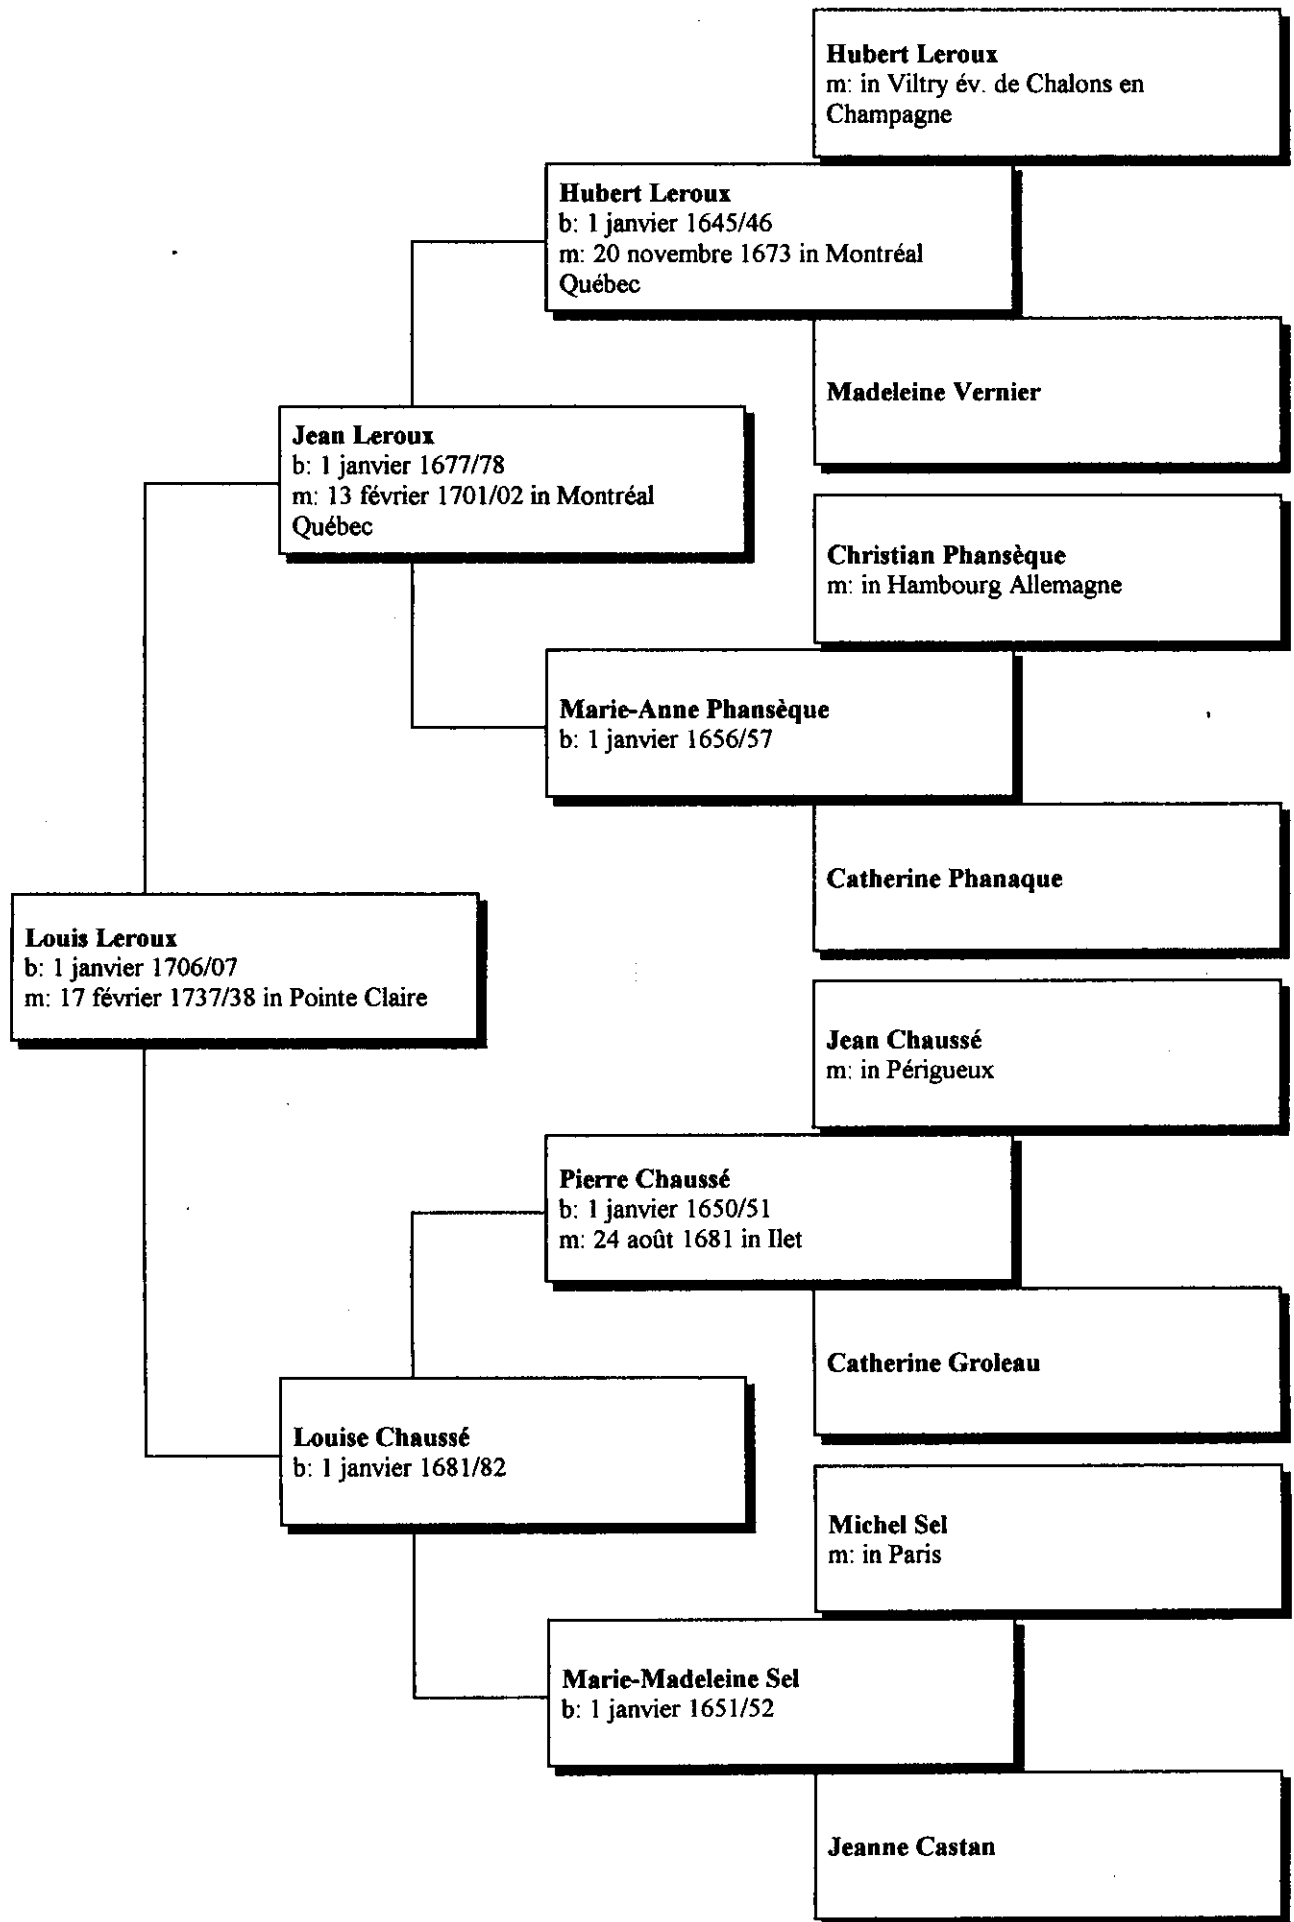 Hubert Leroux
m: in Viltry év. de Chalons en
Champagne
Hubert Leroux
b: 1 janvier 1645/46
m: 20 novembre 1673 in Montréal
Québec
Madeleine Vernier
Jean Leroux
b: 1 janvier 1677/78
m: 13 février 1701/02 in Montréal
Québec
Christian Phansèque
m: in Hambourg Allemagne
Marie-Anne Phansèque
b: 1 janvier 1656/57
Catherine Phanaque
Louis Leroux
b: 1 janvier 1706/07
m: 17 février 1737/38 in Pointe Claire
Jean Chaussé
m: in Périgueux
Pierre Chaussé
b: 1 janvier 1650/51
m: 24 août 1681 in Ilet
Catherine Groleau
Louise Chaussé
b: 1 janvier 1681/82
Michel Sel
m: in Paris
Marie-Madeleine Sel
b: 1 janvier 1651/52
Jeanne Castan